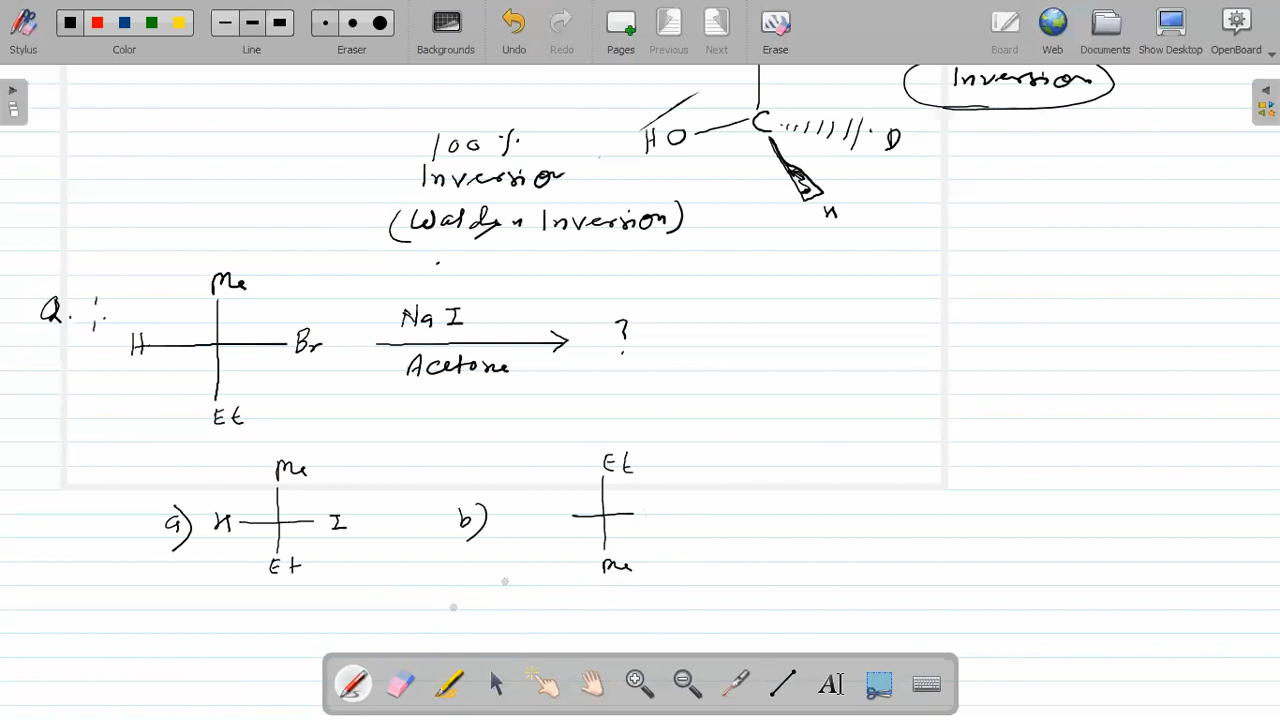 Stylus
Color
Line
Eraser
Backgrounds
Undo
Redo
Pages
Previous
Next
Erase
Board
Web
Documents
Show Desktop
OpenBoard
Inversion
HO C D
H
100 %
Inversion
(Walden Inversion)
Q.:
Me
H Br
Et
NaI
Acetone
?
a)
Me
H I
Et
b)
Et
Me